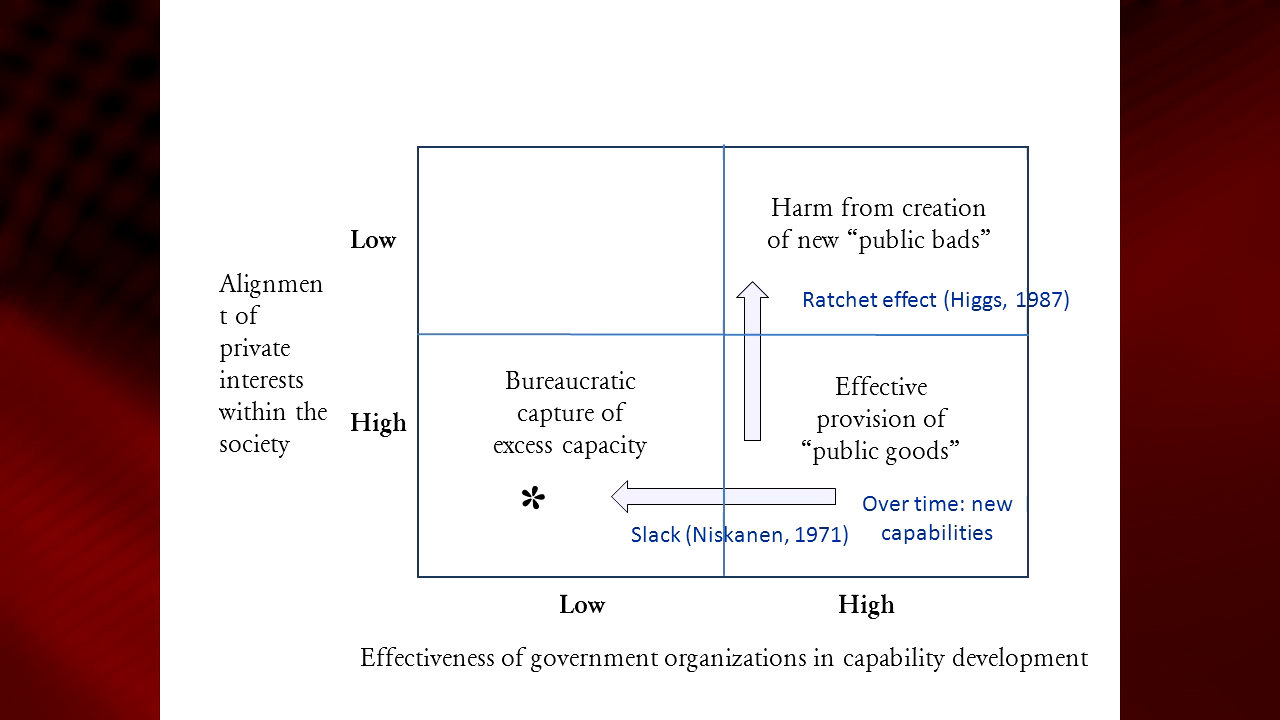 Harm from creation
of new “public bads”
Low
Alignmen
t of
private
interests
within the
society
Ratchet effect (Higgs, 1987)
High
Bureaucratic
capture of
excess capacity
*
Effective
provision of
“public goods”
Over time: new
capabilities
Slack (Niskanen, 1971)
Low
High
Effectiveness of government organizations in capability development